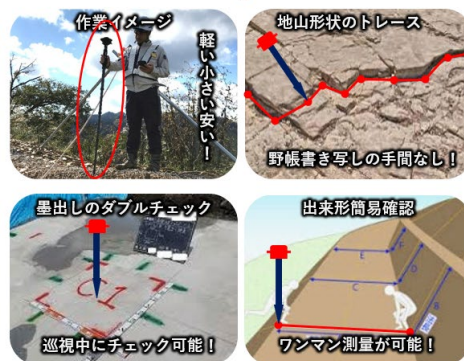 作業イメージ
軽い小さい安い！
地山形状のトレース
野帳書き写しの手間なし！
墨出しのダブルチェック
C1
巡視中にチェック可能！
出来形簡易確認
E
F
C
D
B
ワンマン測量が可能！